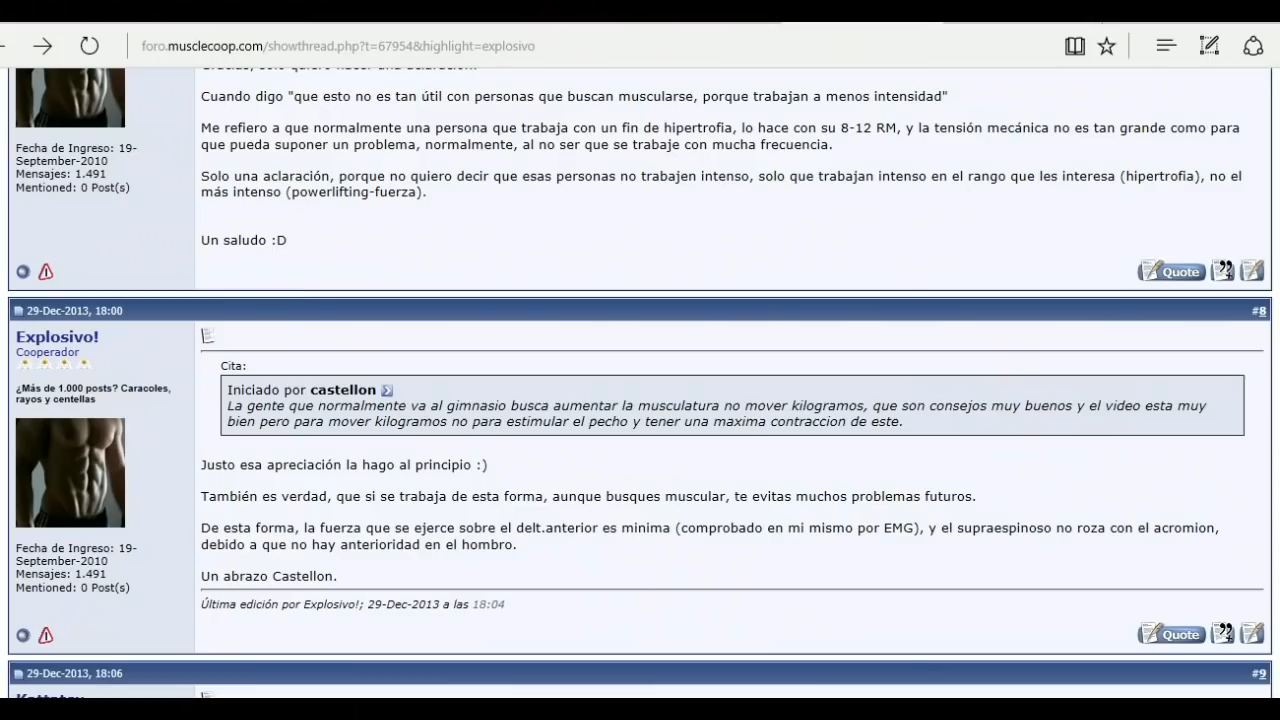 foro.musclecoop.com/showthread.php?t=67954&highlight=explosivo
Cuando digo "que esto no es tan útil con personas que buscan muscularse, porque trabajan a menos intensidad"
Me refiero a que normalmente una persona que trabaja con un fin de hipertrofia, lo hace con su 8-12 RM, y la tensión mecánica no es tan grande como para
que pueda suponer un problema, normalmente, al no ser que se trabaje con mucha frecuencia.
Fecha de Ingreso: 19-
September-2010
Mensajes: 1.491
Mentioned: 0 Post(s)
Solo una aclaración, porque no quiero decir que esas personas no trabajen intenso, solo que trabajan intenso en el rango que les interesa (hipertrofia), no el
más intenso (powerlifting-fuerza).
Un saludo :D
Quote
29-Dec-2013, 18:00
#8
Explosivo!
Cooperador
¿Más de 1.000 posts? Caracoles,
rayos y centellas
Fecha de Ingreso: 19-
September-2010
Mensajes: 1.491
Mentioned: 0 Post(s)
Cita:
Iniciado por castellon
La gente que normalmente va al gimnasio busca aumentar la musculatura no mover kilogramos, que son consejos muy buenos y el video esta muy
bien pero para mover kilogramos no para estimular el pecho y tener una maxima contraccion de este.
Justo esa apreciación la hago al principio :)
También es verdad, que si se trabaja de esta forma, aunque busques muscular, te evitas muchos problemas futuros.
De esta forma, la fuerza que se ejerce sobre el delt.anterior es minima (comprobado en mi mismo por EMG), y el supraespinoso no roza con el acromion,
debido a que no hay anterioridad en el hombro.
Un abrazo Castellon.
Última edición por Explosivo!; 29-Dec-2013 a las 18:04
Quote
29-Dec-2013, 18:06
#9